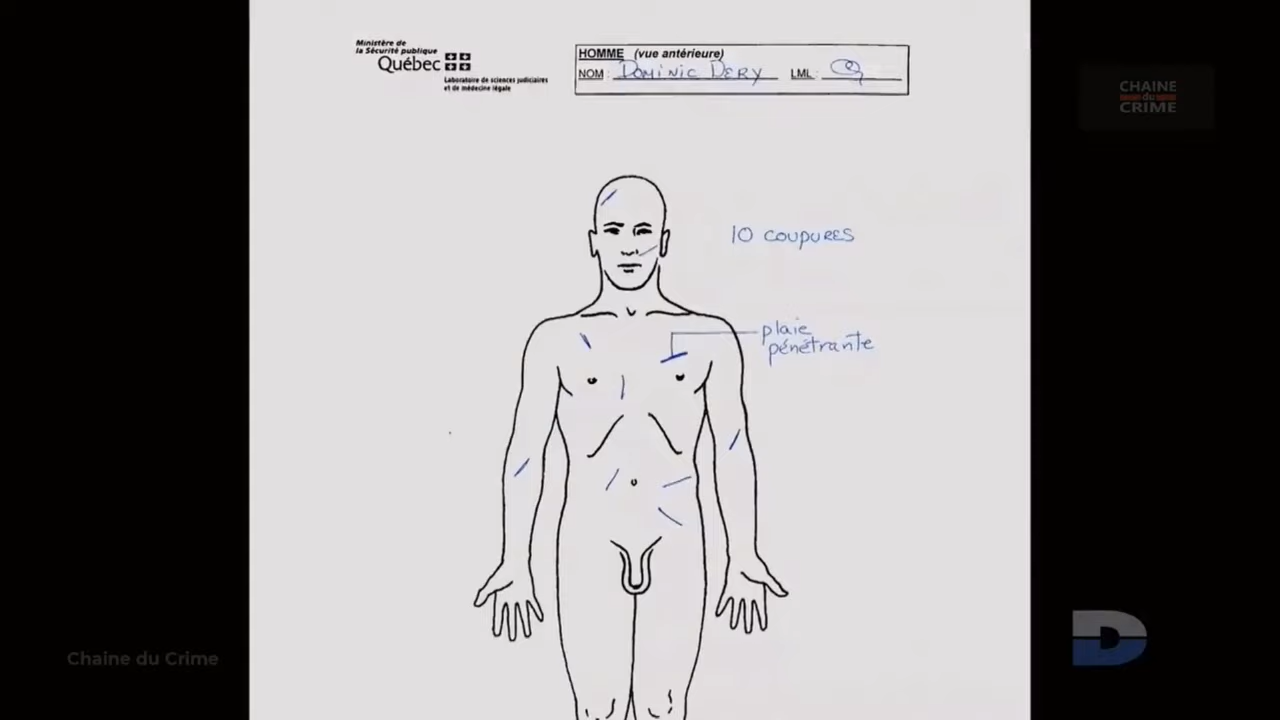 Ministère de
la Sécurité publique
Québec
Laboratoire de sciences judiciaires
et de médecine légale
HOMME (vue antérieure)
NOM : DOMINIC DERY LML :
CHAINE
du
CRIME
10 COUPURES
plaie
pénétrante
Chaine du Crime
D